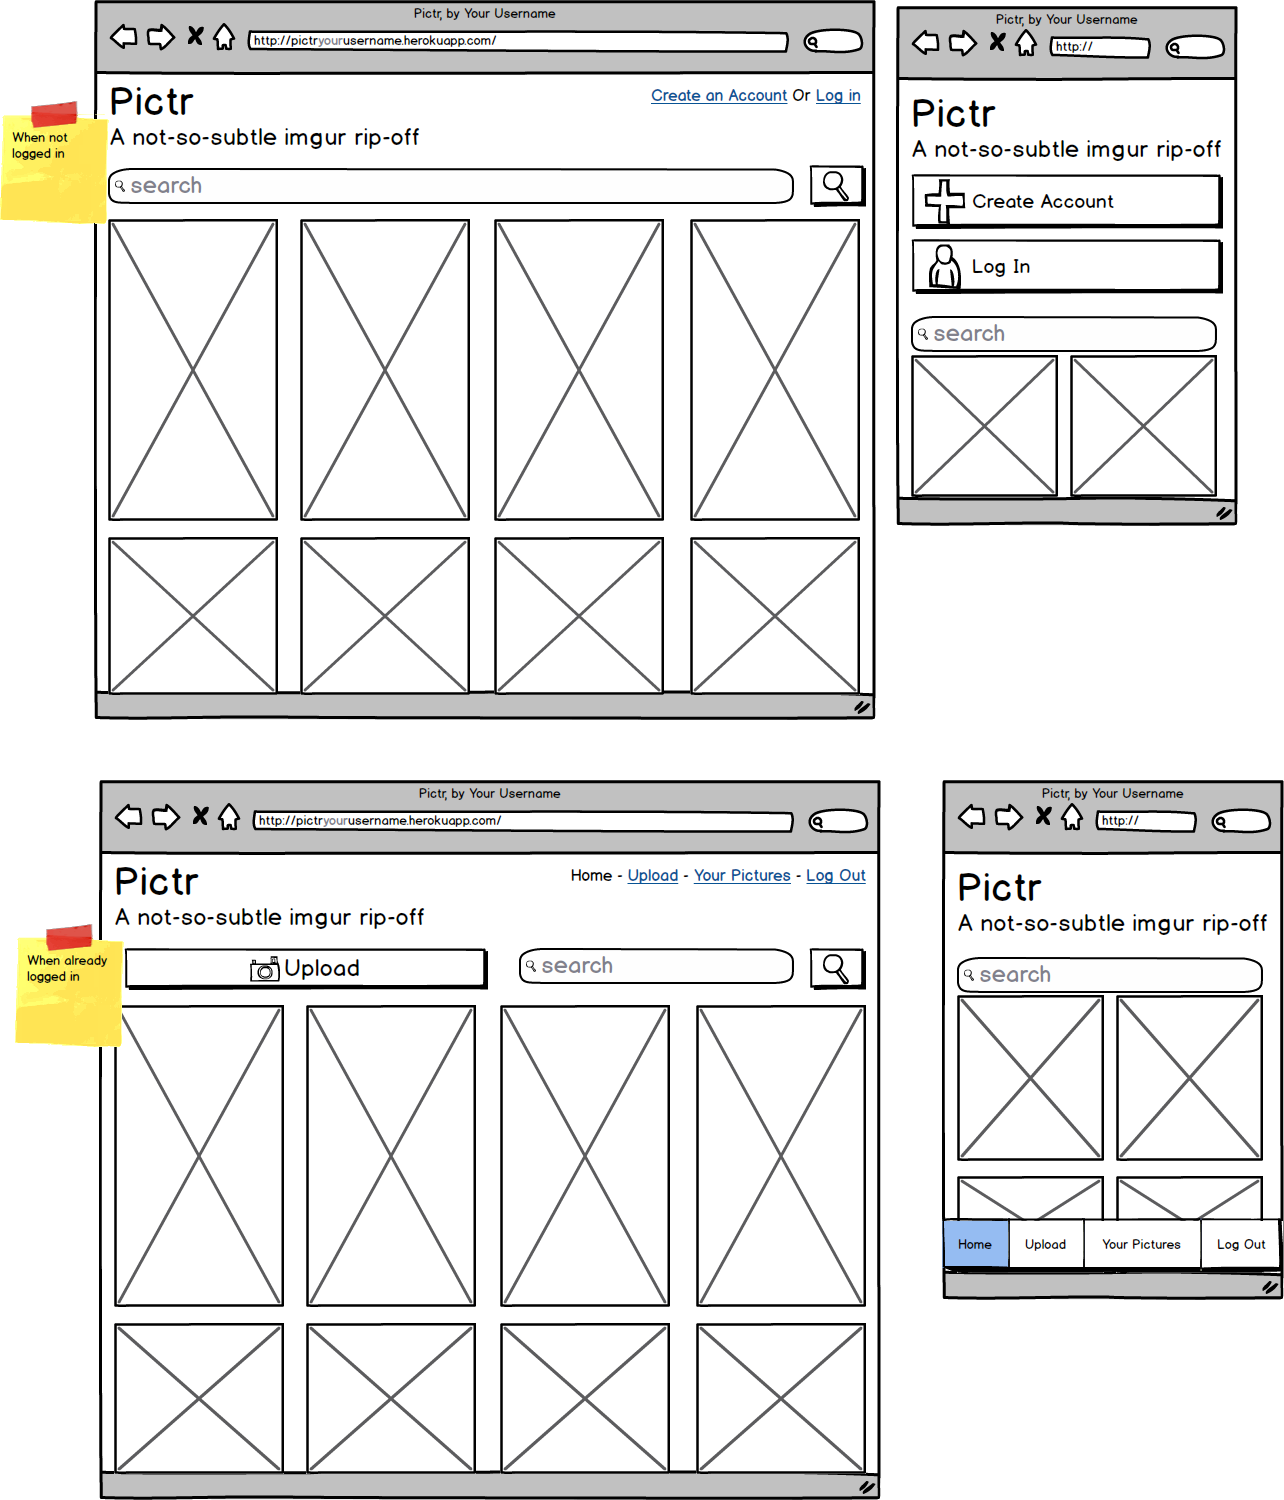 Pictr, by Your Username
http://pictryourusername.herokuapp.com/
Pictr
Create an Account Or Log in
A not-so-subtle imgur rip-off
When not
logged in
search
Pictr, by Your Username
http://
Pictr
A not-so-subtle imgur rip-off
Create Account
Log In
search
Pictr, by Your Username
http://pictryourusername.herokuapp.com/
Pictr
Home - Upload - Your Pictures - Log Out
A not-so-subtle imgur rip-off
When already
logged in
Upload
search
Pictr, by Your Username
http://
Pictr
A not-so-subtle imgur rip-off
search
Home Upload Your Pictures Log Out